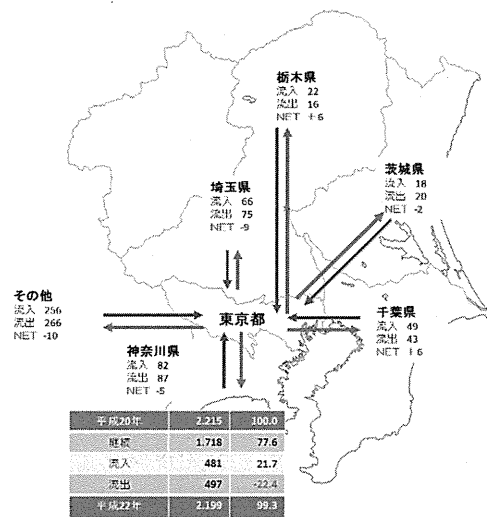 栃木県
流入 22
流出 16
NET +6
茨城県
流入 18
流出 20
NET -2
埼玉県
流入 66
流出 75
NET -9
その他
流入 256
流出 266
NET -10
東京都
千葉県
流入 49
流出 43
NET +6
神奈川県
流入 82
流出 87
NET -5
平成20年 2,215 100.0
継続 1,718 77.6
流入 481 21.7
流出 497 -22.4
平成22年 2,199 99.3